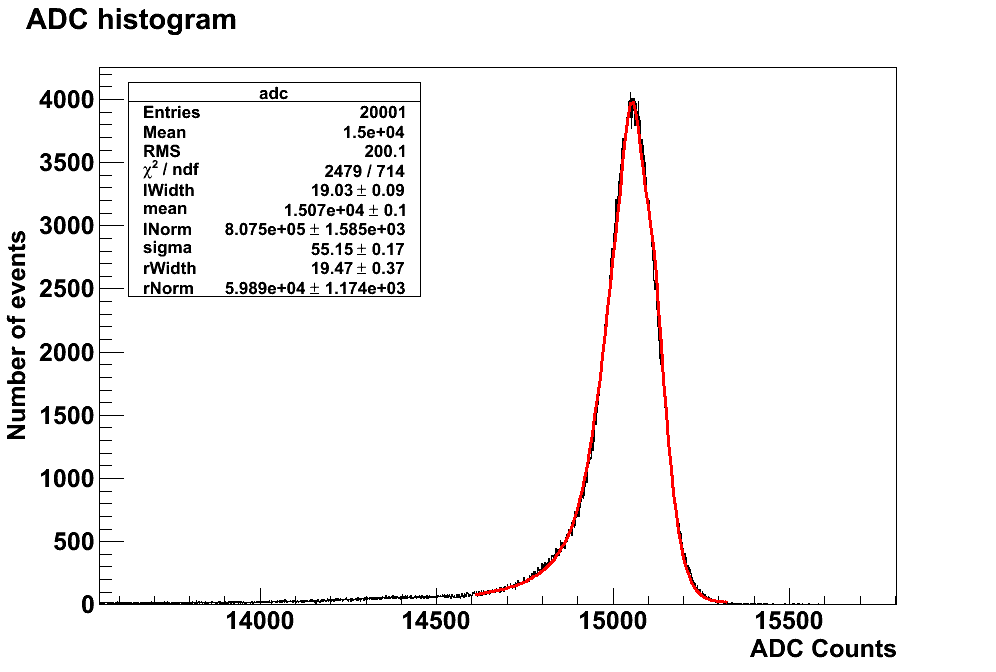 ADC histogram
adc
Entries 20001
Mean 1.5e+04
RMS 200.1
χ² / ndf 2479 / 714
lWidth 19.03 ± 0.09
mean 1.507e+04 ± 0.1
lNorm 8.075e+05 ± 1.585e+03
sigma 55.15 ± 0.17
rWidth 19.47 ± 0.37
rNorm 5.989e+04 ± 1.174e+03
Number of events
4000
3500
3000
2500
2000
1500
1000
500
0
14000 14500 15000 15500
ADC Counts